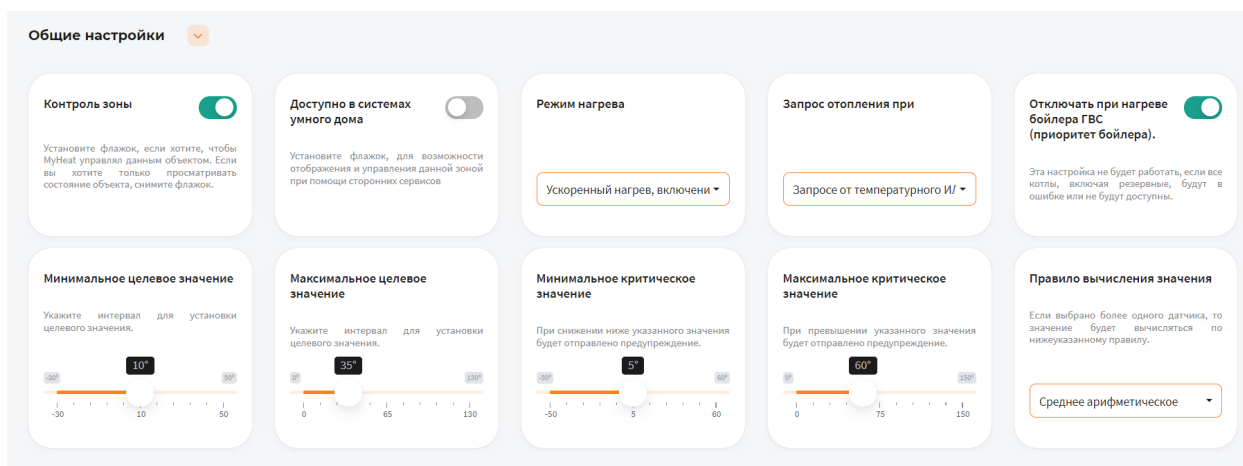 Общие настройки
Контроль зоны
Установите флажок, если хотите, чтобы
MyHeat управлял данным объектом. Если
вы хотите только просматривать
состояние объекта, снимите флажок.
Доступно в системах
умного дома
Установите флажок, для возможности
отображения и управления данной зоной
при помощи сторонних сервисов
Режим нагрева
Ускоренный нагрев, включени
Запрос отопления при
Запросе от температурного И/
Отключать при нагреве
бойлера ГВС
(приоритет бойлера).
Эта настройка не будет работать, если все
котлы, включая резервные, будут в
ошибке или не будут доступны.
Минимальное целевое значение
Укажите интервал для установки
целевого значения.
10°
-30° 50°
-30 10 50
Максимальное целевое
значение
Укажите интервал для установки
целевого значения.
35°
0° 130°
0 65 130
Минимальное критическое
значение
При снижении ниже указанного значения
будет отправлено предупреждение.
5°
-50° 60°
-50 5 60
Максимальное критическое
значение
При превышении указанного значения
будет отправлено предупреждение.
60°
0° 150°
0 75 150
Правило вычисления значения
Если выбрано более одного датчика, то
значение будет вычисляться по
нижеуказанному правилу.
Среднее арифметическое